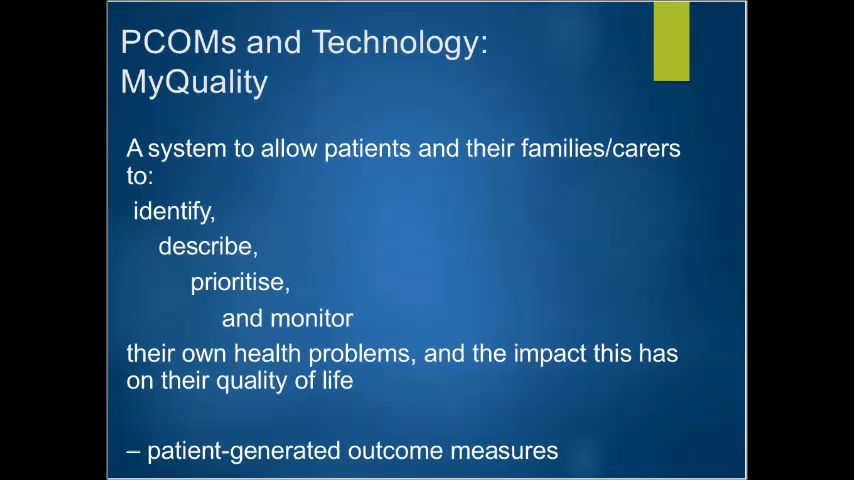 PCOMs and Technology:
MyQuality
A system to allow patients and their families/carers
to:
identify,
describe,
prioritise,
and monitor
their own health problems, and the impact this has
on their quality of life
– patient-generated outcome measures